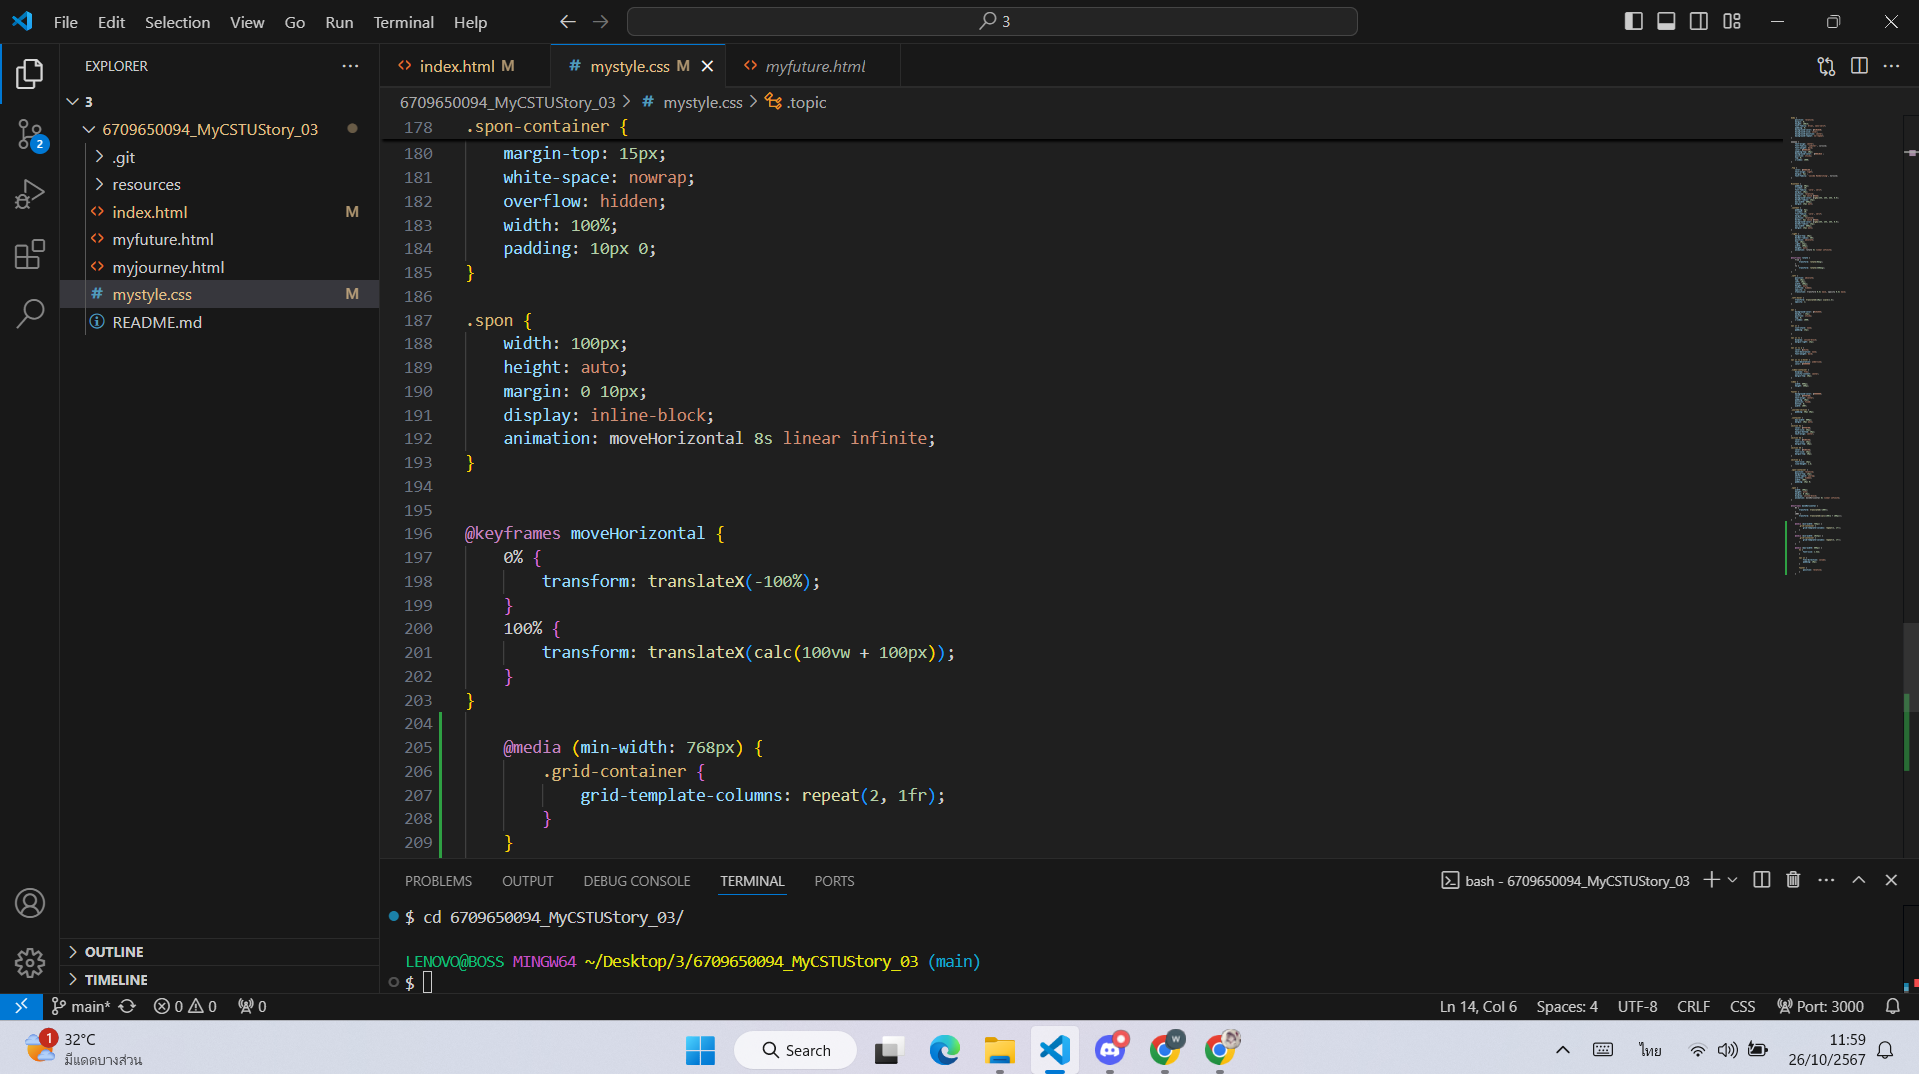 File Edit Selection View Go Run Terminal Help
3
EXPLORER
index.html M
# mystyle.css M
myfuture.html
3
6709650094_MyCSTUStory_03 > # mystyle.css > .topic
6709650094_MyCSTUStory_03
.git
resources
index.html M
myfuture.html
myjourney.html
# mystyle.css M
README.md
2
178 .spon-container {
180 margin-top: 15px;
181 white-space: nowrap;
182 overflow: hidden;
183 width: 100%;
184 padding: 10px 0;
185 }
186
187 .spon {
188 width: 100px;
189 height: auto;
190 margin: 0 10px;
191 display: inline-block;
192 animation: moveHorizontal 8s linear infinite;
193 }
194
195
196 @keyframes moveHorizontal {
197 0% {
198 transform: translateX(-100%);
199 }
200 100% {
201 transform: translateX(calc(100vw + 100px));
202 }
203 }
204
205 @media (min-width: 768px) {
206 .grid-container {
207 grid-template-columns: repeat(2, 1fr);
208 }
209 }
PROBLEMS OUTPUT DEBUG CONSOLE TERMINAL PORTS
bash - 6709650094_MyCSTUStory_03
$ cd 6709650094_MyCSTUStory_03/
LENOVO@BOSS MINGW64 ~/Desktop/3/6709650094_MyCSTUStory_03 (main)
$
OUTLINE
TIMELINE
main* 0 0 0
Ln 14, Col 6 Spaces: 4 UTF-8 CRLF CSS Port: 3000
1
32°C
มีแดดบางส่วน
Search
W
ไทย
11:59
26/10/2567